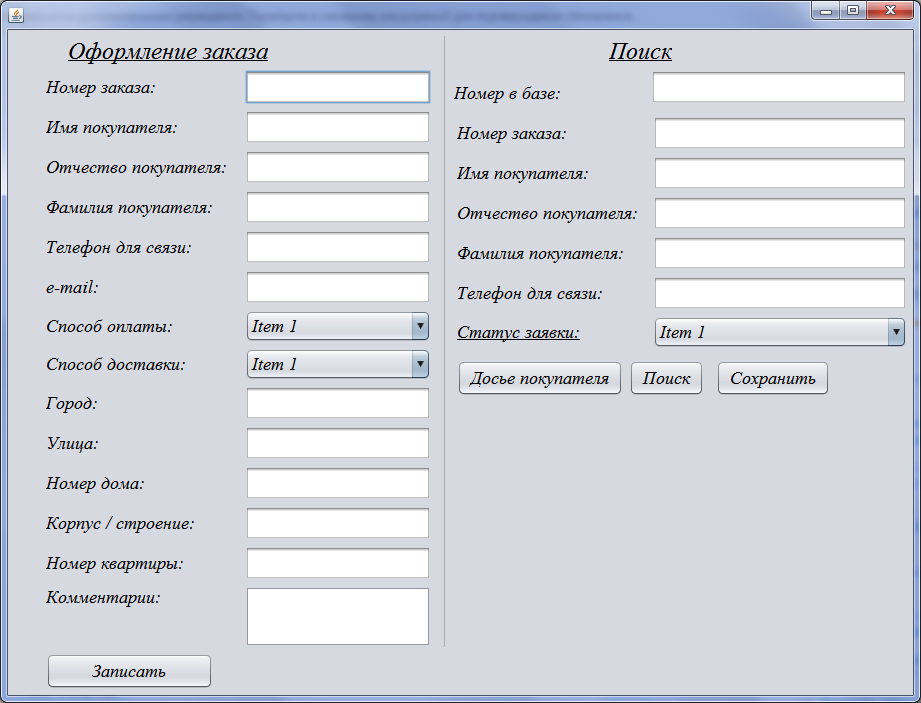 Оформление заказа
Номер заказа:
Имя покупателя:
Отчество покупателя:
Фамилия покупателя:
Телефон для связи:
e-mail:
Способ оплаты:
Item 1
Способ доставки:
Item 1
Город:
Улица:
Номер дома:
Корпус / строение:
Номер квартиры:
Комментарии:
Записать
Поиск
Номер в базе:
Номер заказа:
Имя покупателя:
Отчество покупателя:
Фамилия покупателя:
Телефон для связи:
Статус заявки:
Item 1
Досье покупателя
Поиск
Сохранить